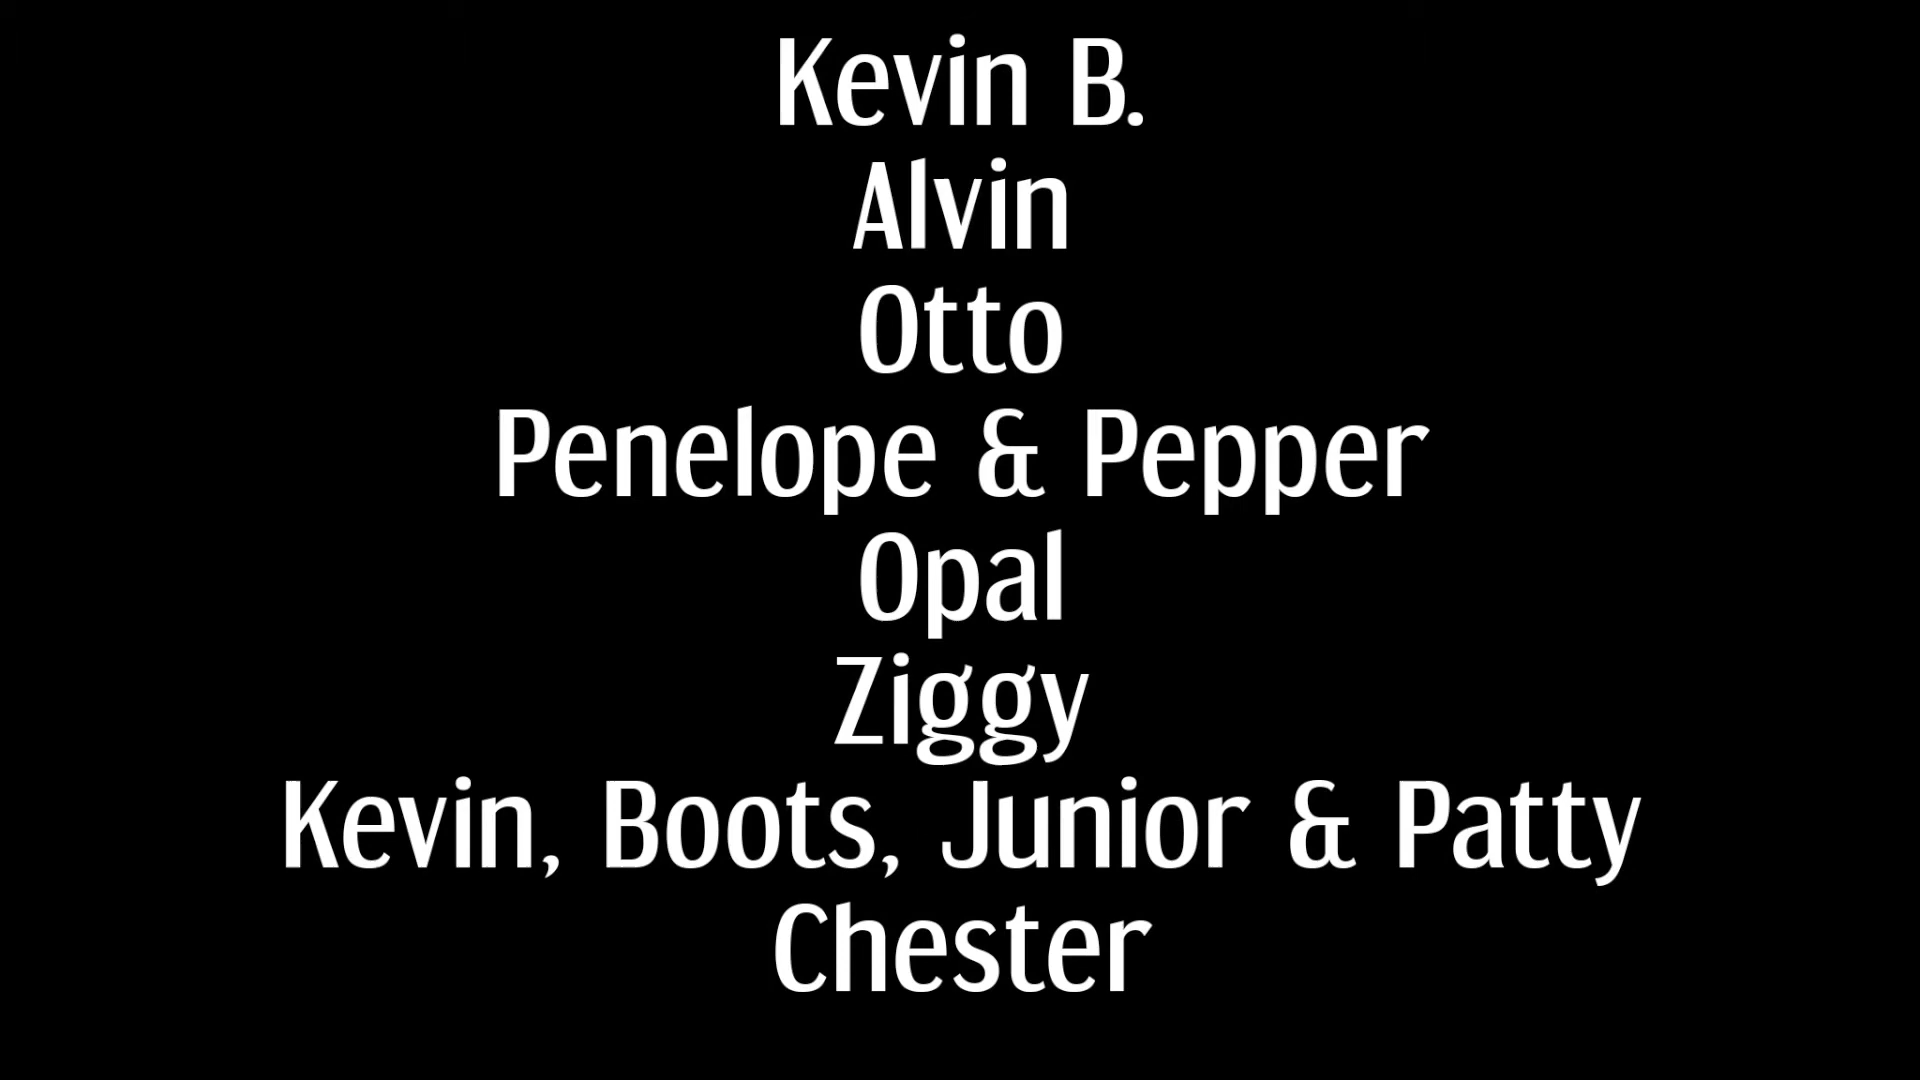 Kevin B.
Alvin
Otto
Penelope & Pepper
Opal
Ziggy
Kevin, Boots, Junior & Patty
Chester